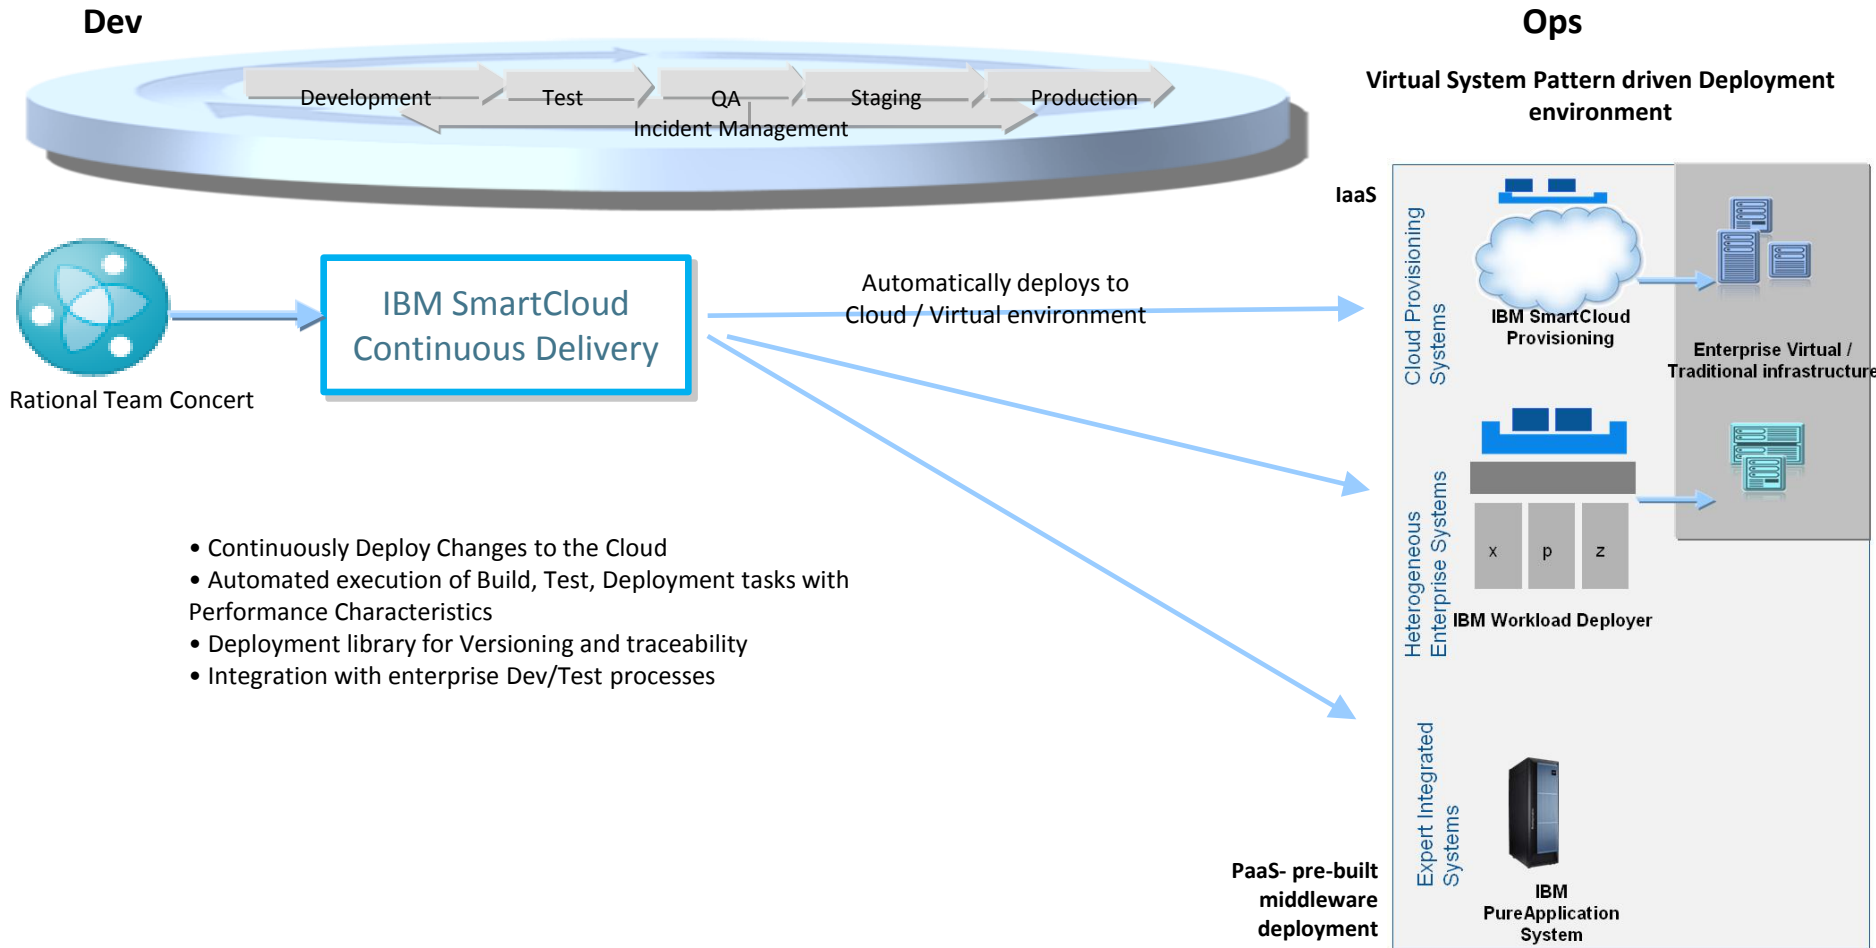 Dev
Ops
Development
Test
QA
Staging
Production
Incident Management
Virtual System Pattern driven Deployment
environment
IaaS
Rational Team Concert
IBM SmartCloud
Continuous Delivery
Automatically deploys to
Cloud / Virtual environment
• Continuously Deploy Changes to the Cloud
• Automated execution of Build, Test, Deployment tasks with
Performance Characteristics
• Deployment library for Versioning and traceability
• Integration with enterprise Dev/Test processes
Cloud Provisioning
Systems
IBM SmartCloud
Provisioning
Enterprise Virtual /
Traditional infrastructure
Heterogeneous
Enterprise Systems
x
p
z
IBM Workload Deployer
Expert Integrated
Systems
IBM
PureApplication
System
PaaS- pre-built
middleware
deployment